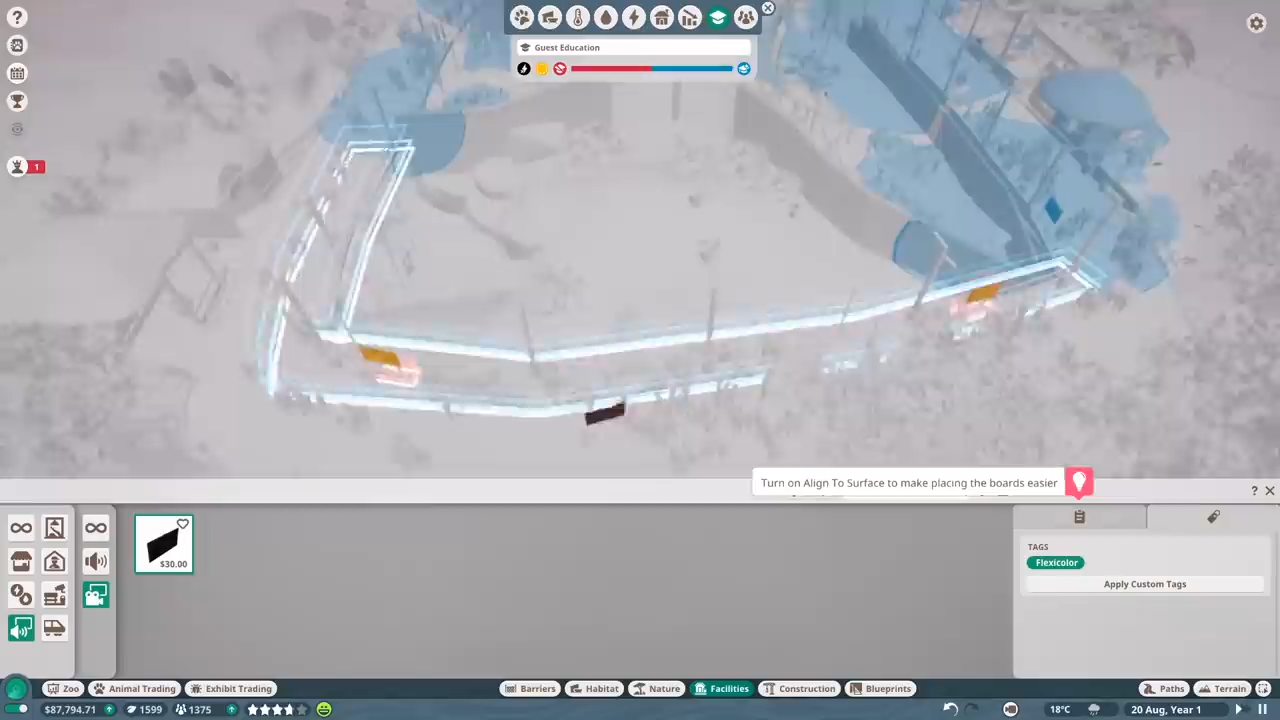 ?
Guest Education
1
Turn on Align To Surface to make placing the boards easier
?
$30.00
TAGS
Flexicolor
Apply Custom Tags
Zoo
Animal Trading
Exhibit Trading
Barriers
Habitat
Nature
Facilities
Construction
Blueprints
Paths
Terrain
$87,794.71
1599
1375
18°C
20 Aug, Year 1